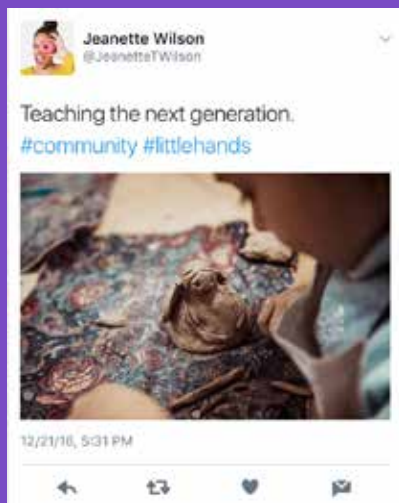 Jeanette Wilson
@JeanetteTWilson
Teaching the next generation.
#community #littlehands
12/21/16, 5:31 PM